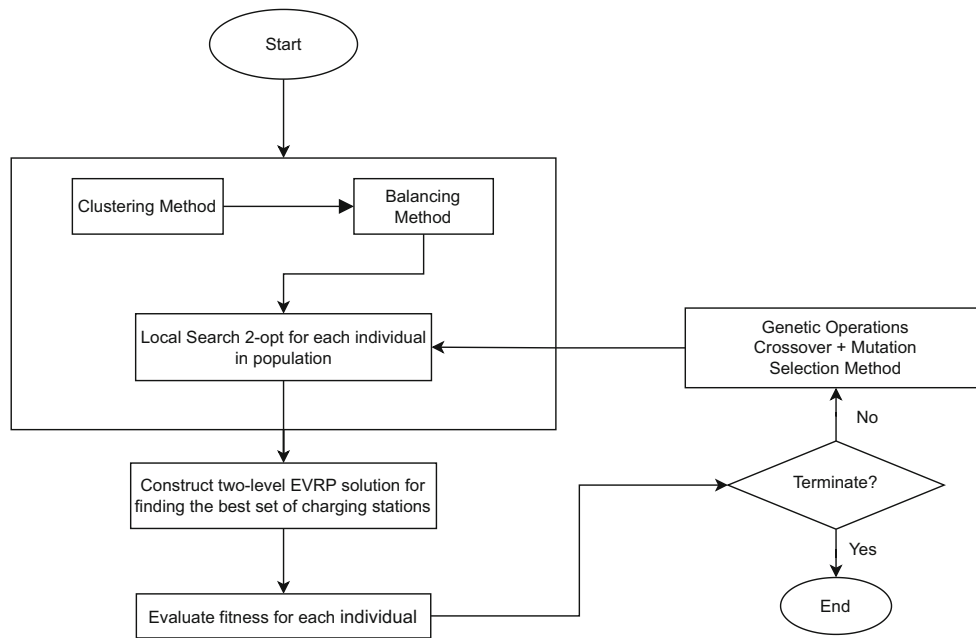 Start
Clustering Method
Balancing
Method
Local Search 2-opt for each individual
in population
Genetic Operations
Crossover + Mutation
Selection Method
No
Construct two-level EVRP solution for
finding the best set of charging stations
Terminate?
Yes
Evaluate fitness for each individual
End